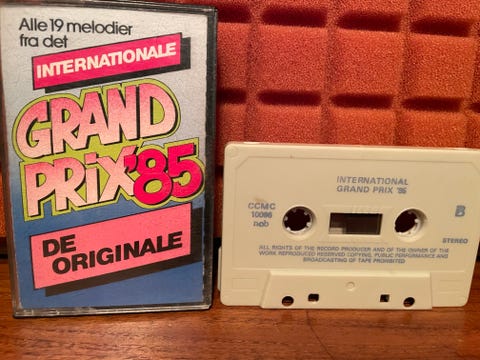 Alle 19 melodier
fra det
INTERNATIONALE
GRAND
PRIX'85
DE
ORIGINALE
INTERNATIONAL
GRAND PRIX '85
CCMC
10086
ncb
B
STEREO
ALL RIGHTS OF THE RECORD PRODUCER AND OF THE OWNER OF THE
WORK REPRODUCED RESERVED COPYING, PUBLIC PERFORMANCE AND
BROADCASTING OF TAPE PROHIBITED